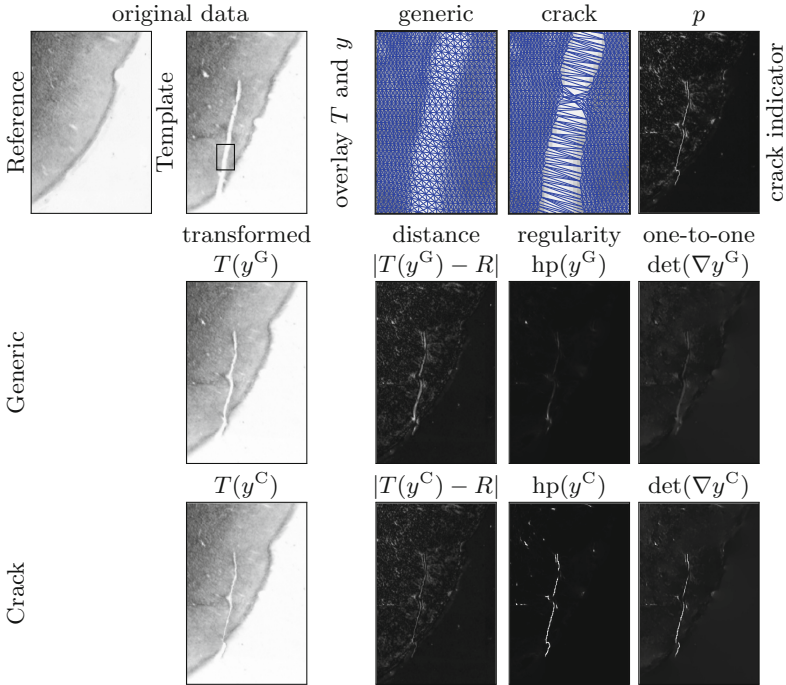 original data
generic
crack
p
Reference
Template
overlay T and y
crack indicator
transformed
distance
regularity
one-to-one
T(y^G)
|T(y^G) − R|
hp(y^G)
det(∇y^G)
Generic
T(y^C)
|T(y^C) − R|
hp(y^C)
det(∇y^C)
Crack